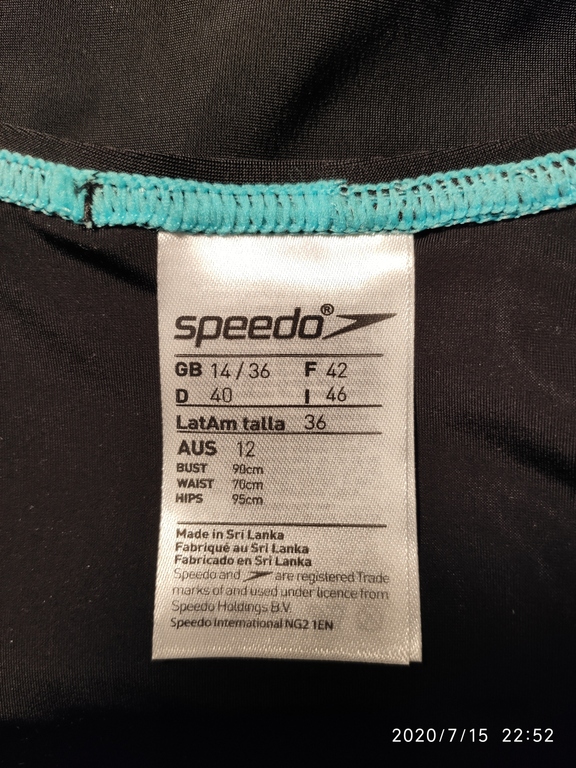 speedo®
GB 14 / 36 F 42
D 40 I 46
LatAm talla 36
AUS 12
BUST 90cm
WAIST 70cm
HIPS 95cm
Made in Sri Lanka
Fabriqué au Sri Lanka
Fabricado en Sri Lanka
Speedo and are registered Trade
marks of and used under licence from
Speedo Holdings B.V.
Speedo International NG2 1EN
2020/7/15 22:52